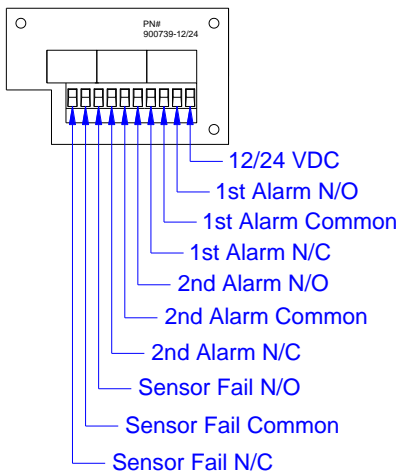 PN#
900739-12/24
12/24 VDC
1st Alarm N/O
1st Alarm Common
1st Alarm N/C
2nd Alarm N/O
2nd Alarm Common
2nd Alarm N/C
Sensor Fail N/O
Sensor Fail Common
Sensor Fail N/C